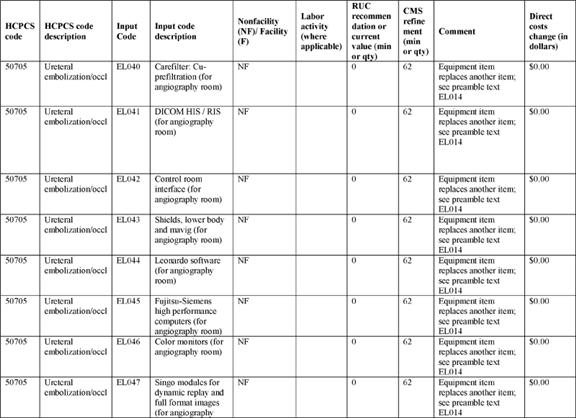 HCPCS code | HCPCS code description | Input Code | Input code description | Nonfacility (NF)/ Facility (F) | Labor activity (where applicable) | RUC recommen dation or current value (min or qty) | CMS refine ment (min or qty) | Comment | Direct costs change (in dollars)
50705 | Ureteral embolization/occl | EL040 | Carefilter: Cu-prefiltration (for angiography room) | NF | | 0 | 62 | Equipment item replaces another item; see preamble text EL014 | $0.00
50705 | Ureteral embolization/occl | EL041 | DICOM HIS / RIS (for angiography room) | NF | | 0 | 62 | Equipment item replaces another item; see preamble text EL014 | $0.00
50705 | Ureteral embolization/occl | EL042 | Control room interface (for angiography room) | NF | | 0 | 62 | Equipment item replaces another item; see preamble text EL014 | $0.00
50705 | Ureteral embolization/occl | EL043 | Shields, lower body and mavig (for angiography room) | NF | | 0 | 62 | Equipment item replaces another item; see preamble text EL014 | $0.00
50705 | Ureteral embolization/occl | EL044 | Leonardo software (for angiography room) | NF | | 0 | 62 | Equipment item replaces another item; see preamble text EL014 | $0.00
50705 | Ureteral embolization/occl | EL045 | Fujitsu-Siemens high performance computers (for angiography room) | NF | | 0 | 62 | Equipment item replaces another item; see preamble text EL014 | $0.00
50705 | Ureteral embolization/occl | EL046 | Color monitors (for angiography room) | NF | | 0 | 62 | Equipment item replaces another item; see preamble text EL014 | $0.00
50705 | Ureteral embolization/occl | EL047 | Singo modules for dynamic replay and full format images (for angiography | NF | | 0 | 62 | Equipment item replaces another item; see preamble text EL014 | $0.00